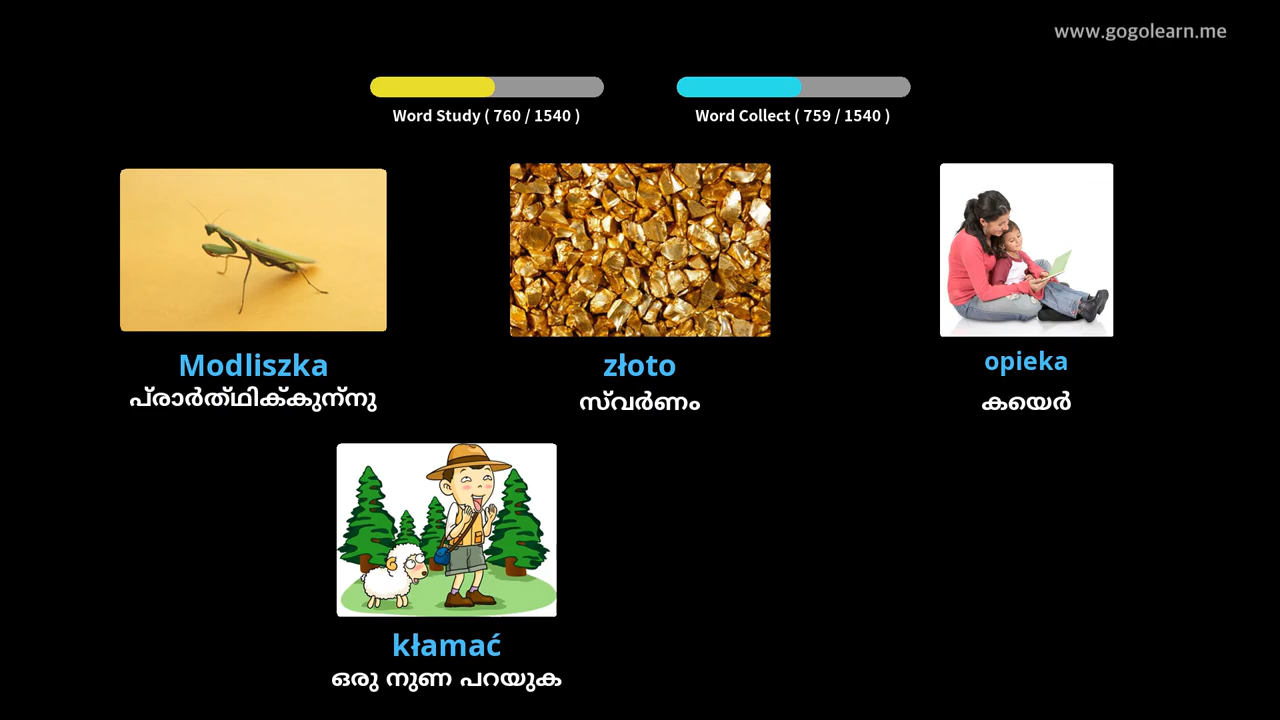 www.gogolearn.me
Word Study ( 760 / 1540 )
Word Collect ( 759 / 1540 )
Modliszka
പ്രാർത്ഥിക്കുന്നു
złoto
സ്വർണം
opieka
കയെർ
kłamać
ഒരു നുണ പറയുക